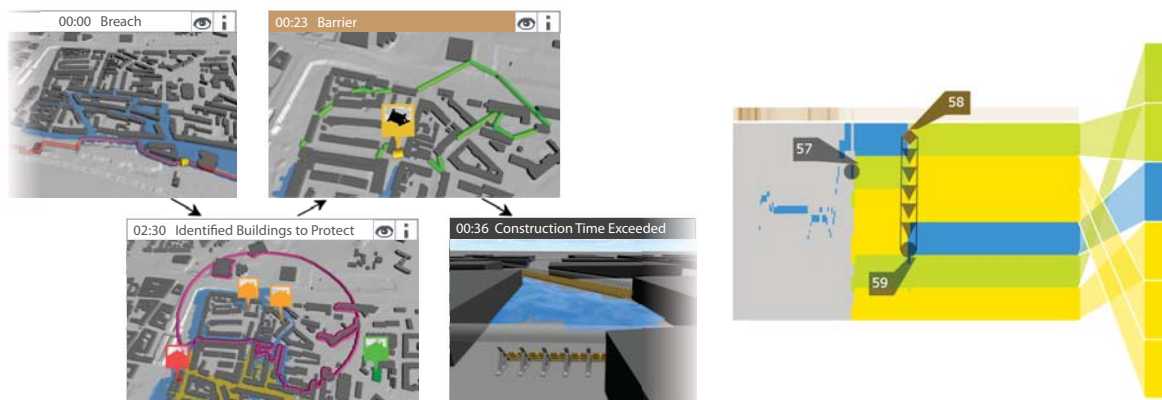 00:00 Breach
00:23 Barrier
02:30 Identified Buildings to Protect
00:36 Construction Time Exceeded
58
57
59